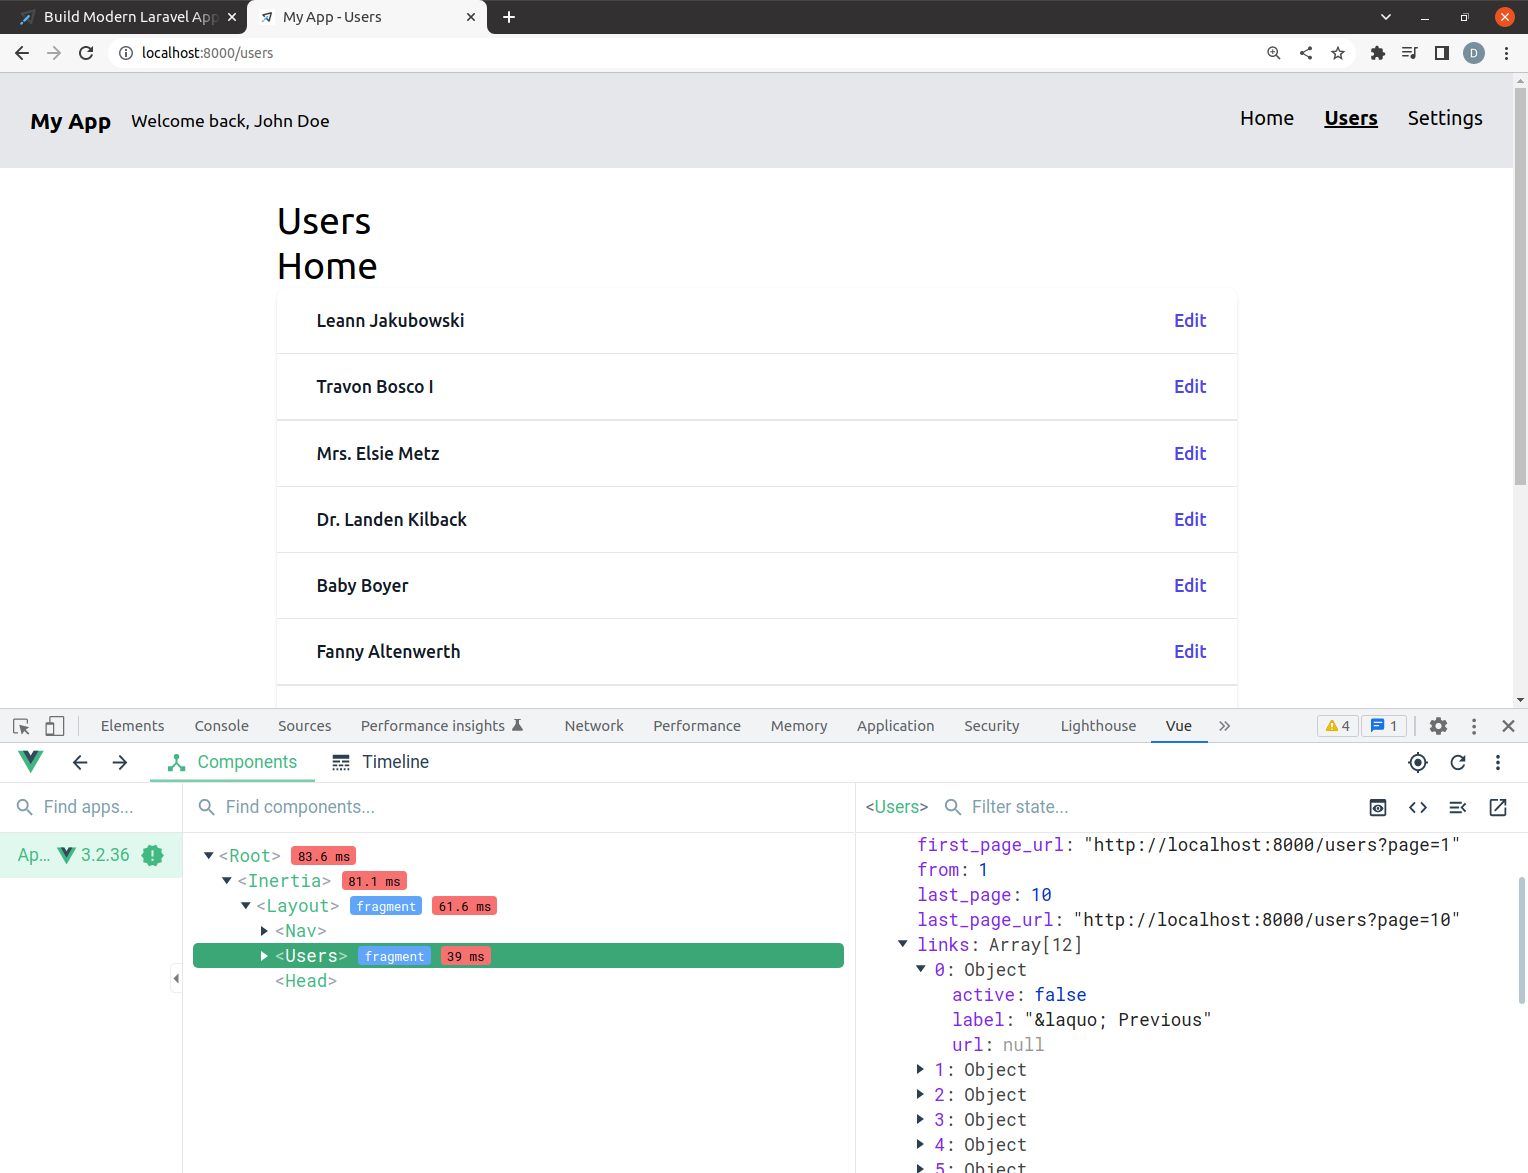 Build Modern Laravel App
My App - Users
localhost:8000/users
D
My App
Welcome back, John Doe
Home
Users
Settings
Users
Home
Leann Jakubowski
Edit
Travon Bosco I
Edit
Mrs. Elsie Metz
Edit
Dr. Landen Kilback
Edit
Baby Boyer
Edit
Fanny Altenwerth
Edit
Elements Console Sources Performance insights Network Performance Memory Application Security Lighthouse Vue 4 1
Components Timeline
Find apps...
Find components...
<Users> Filter state...
Ap... 3.2.36
<Root> 83.6 ms
<Inertia> 81.1 ms
<Layout> fragment 61.6 ms
<Nav>
<Users> fragment 39 ms
<Head>
first_page_url: "http://localhost:8000/users?page=1"
from: 1
last_page: 10
last_page_url: "http://localhost:8000/users?page=10"
links: Array[12]
0: Object
active: false
label: "&laquo; Previous"
url: null
1: Object
2: Object
3: Object
4: Object
5: Object